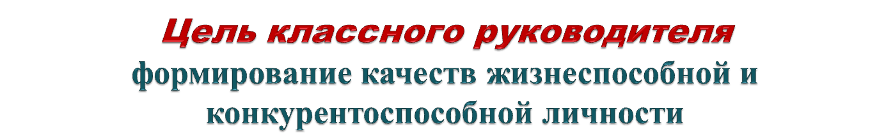 Цель классного руководителя
формирование качеств жизнеспособной и
конкурентоспособной личности